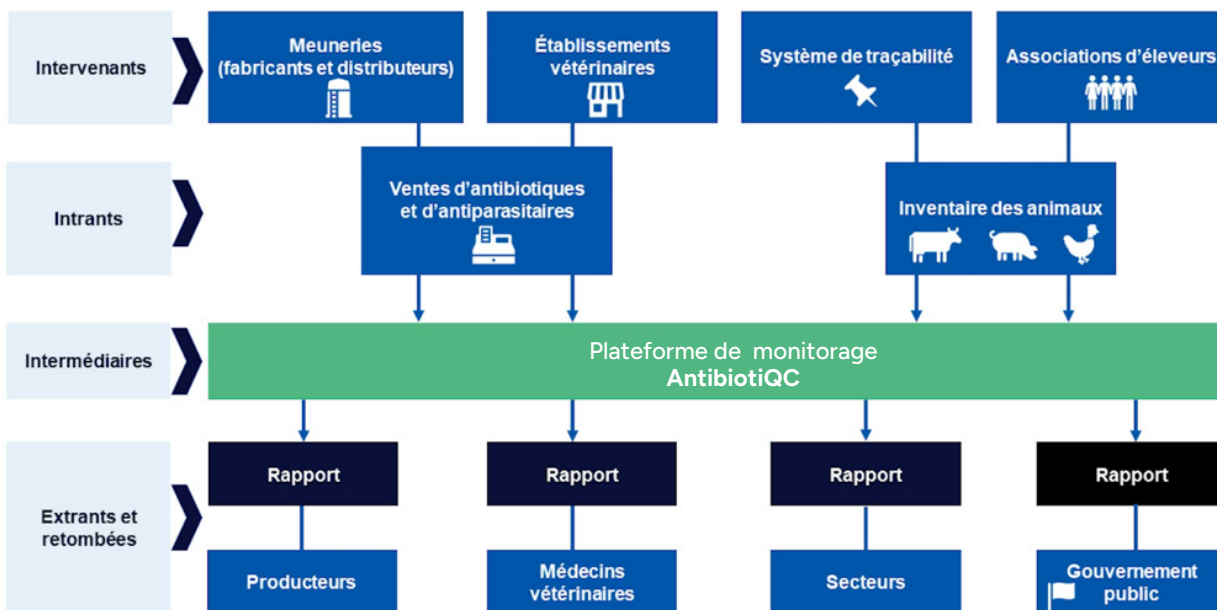 Intervenants
Meuneries
(fabricants et distributeurs)
Établissements
vétérinaires
Système de traçabilité
Associations d'éleveurs
Intrants
Ventes d'antibiotiques
et d'antiparasitaires
Inventaire des animaux
Intermédiaires
Plateforme de monitorage
AntibiotiQC
Extrants et
retombées
Rapport
Rapport
Rapport
Rapport
Producteurs
Médecins
vétérinaires
Secteurs
Gouvernement
public